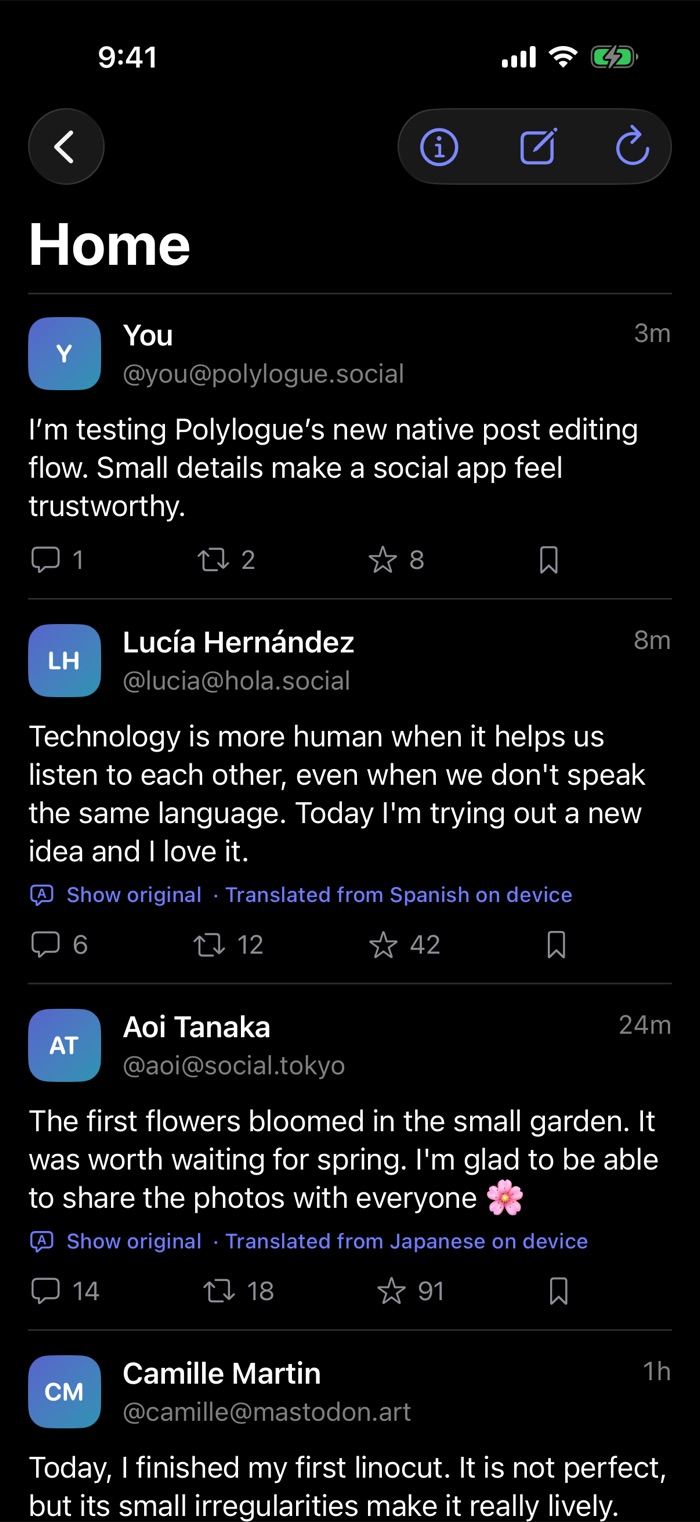 9:41
Home
Y
You
3m
@you@polylogue.social
I’m testing Polylogue’s new native post editing
flow. Small details make a social app feel
trustworthy.
1 2 8
LH
Lucía Hernández
8m
@lucia@hola.social
Technology is more human when it helps us
listen to each other, even when we don't speak
the same language. Today I'm trying out a new
idea and I love it.
A Show original · Translated from Spanish on device
6 12 42
AT
Aoi Tanaka
24m
@aoi@social.tokyo
The first flowers bloomed in the small garden. It
was worth waiting for spring. I'm glad to be able
to share the photos with everyone 🌸
A Show original · Translated from Japanese on device
14 18 91
CM
Camille Martin
1h
@camille@mastodon.art
Today, I finished my first linocut. It is not perfect,
but its small irregularities make it really lively.